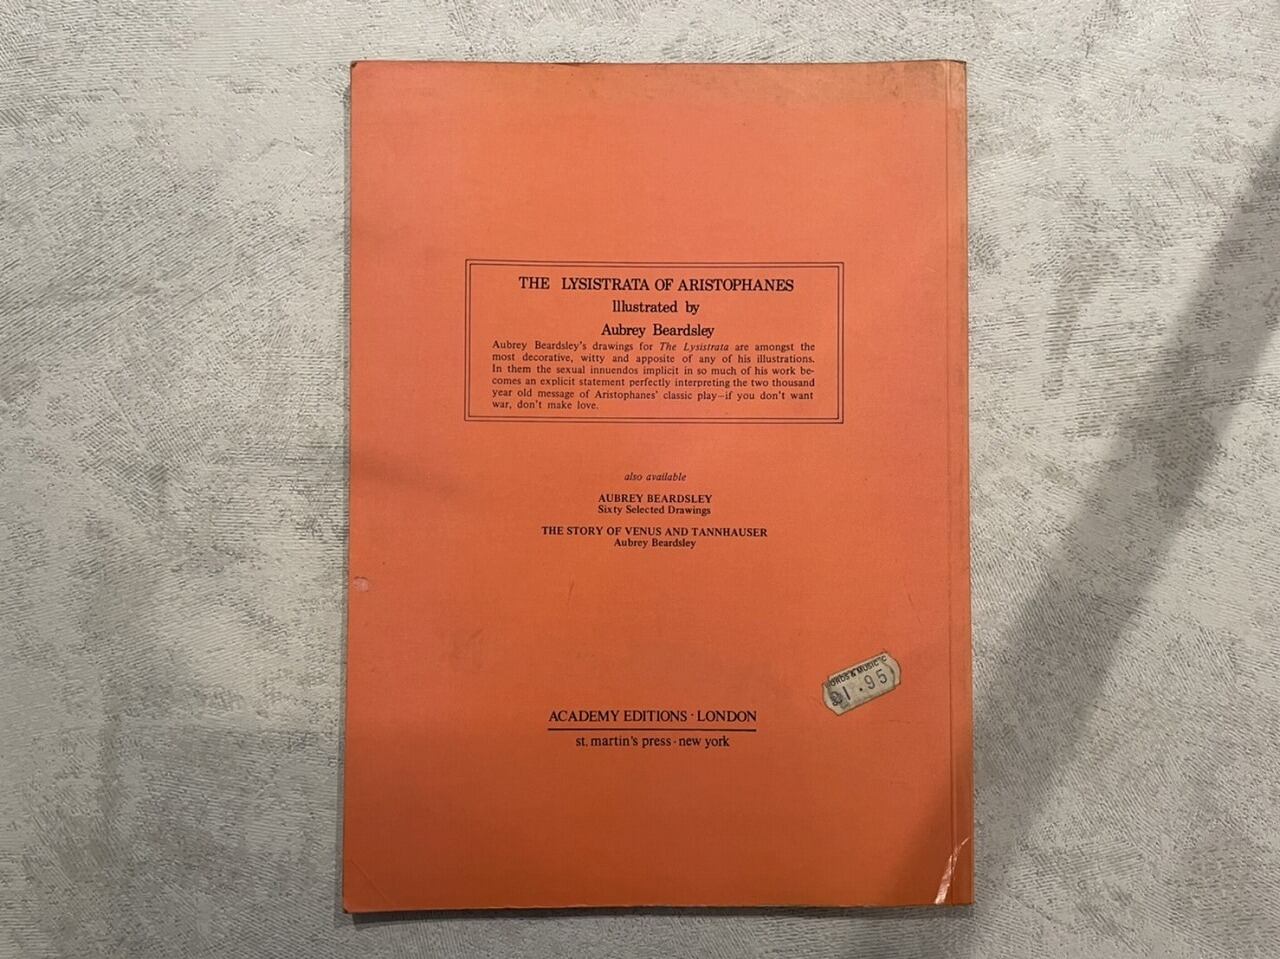 THE LYSISTRATA OF ARISTOPHANES
Illustrated by
Aubrey Beardsley
Aubrey Beardsley's drawings for The Lysistrata are amongst the
most decorative, witty and apposite of any of his illustrations.
In them the sexual innuendos implicit in so much of his work be-
comes an explicit statement perfectly interpreting the two thousand
year old message of Aristophanes' classic play—if you don't want
war, don't make love.
also available
AUBREY BEARDSLEY
Sixty Selected Drawings
THE STORY OF VENUS AND TANNHAUSER
Aubrey Beardsley
& MUSIC
1.95
ACADEMY EDITIONS · LONDON
st. martin's press · new york